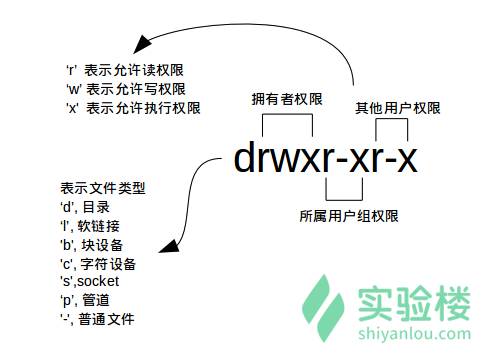 ‘r’ 表示允许读权限
‘w’ 表示允许写权限
'x' 表示允许执行权限
拥有者权限
其他用户权限
drwxr-xr-x
所属用户组权限
表示文件类型
‘d’, 目录
‘l’, 软链接
'b', 块设备
'c', 字符设备
's',socket
‘p’, 管道
'-', 普通文件
实验楼
shiyanlou.com